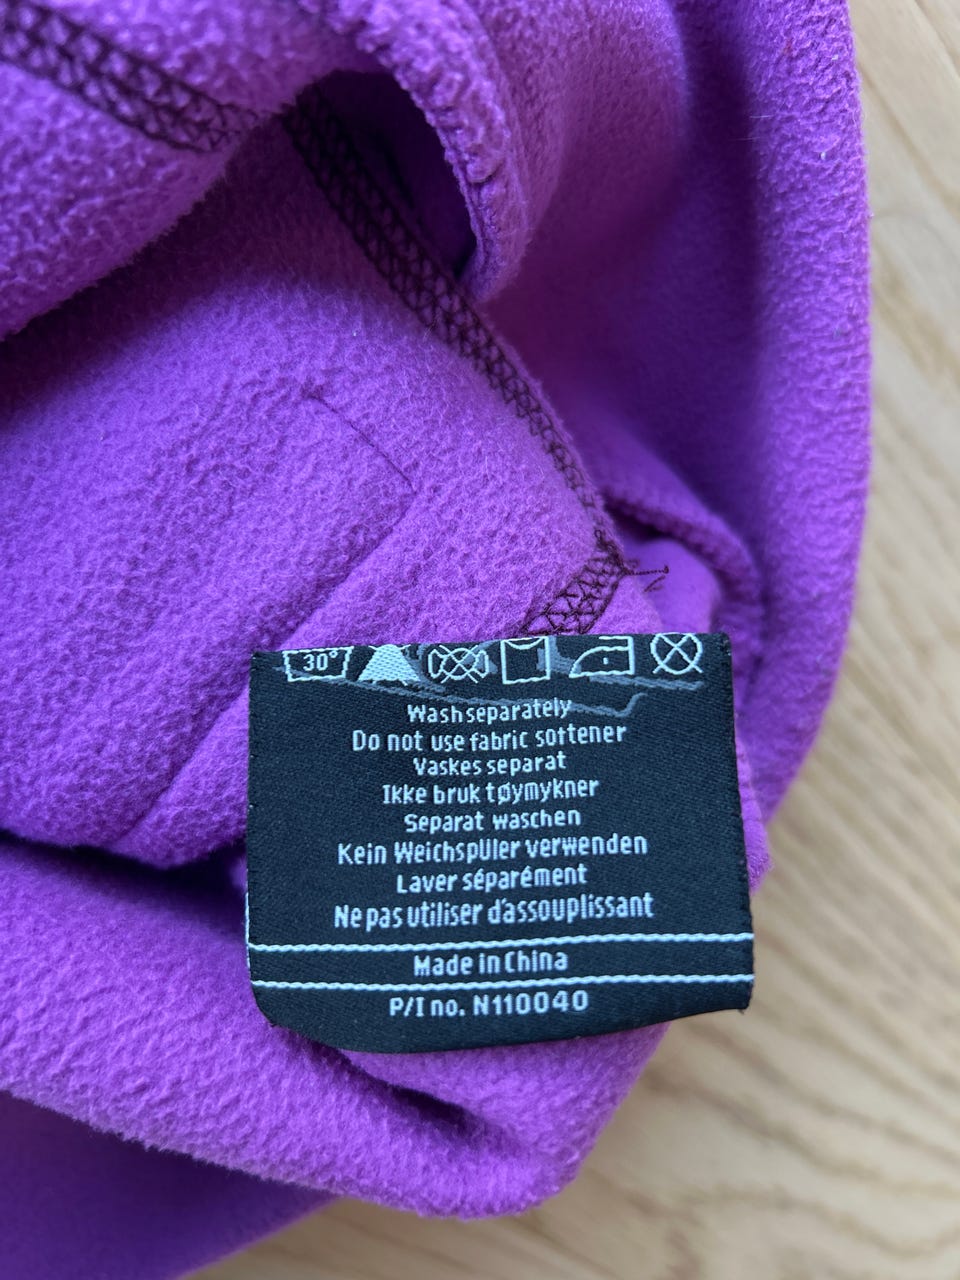 30°
Wash separately
Do not use fabric softener
Vaskes separat
Ikke bruk tøymykner
Separat waschen
Kein Weichspüler verwenden
Laver séparément
Ne pas utiliser d'assouplissant
Made in China
P/I no. N110040